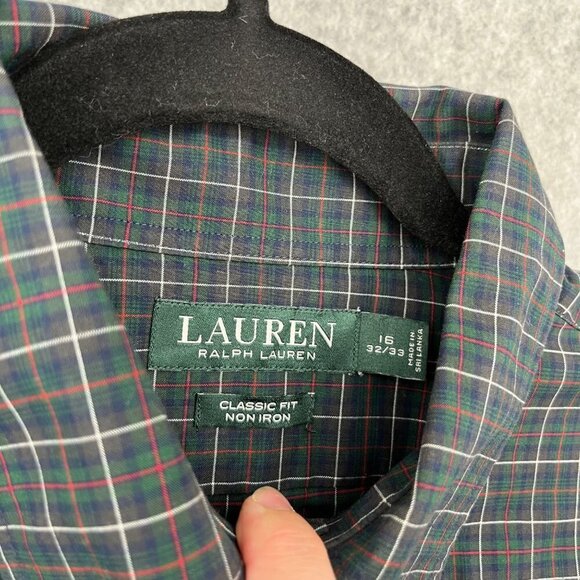 LAUREN
RALPH LAUREN
16
32/33
MADE IN
SRI LANKA
CLASSIC FIT
NON IRON